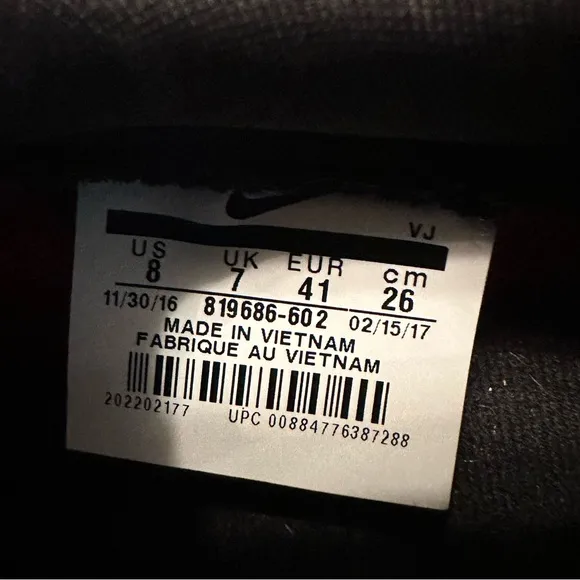 VJ
US UK EUR cm
8 7 41 26
11/30/16 819686-602 02/15/17
MADE IN VIETNAM
FABRIQUE AU VIETNAM
202202177 UPC 00884776387288